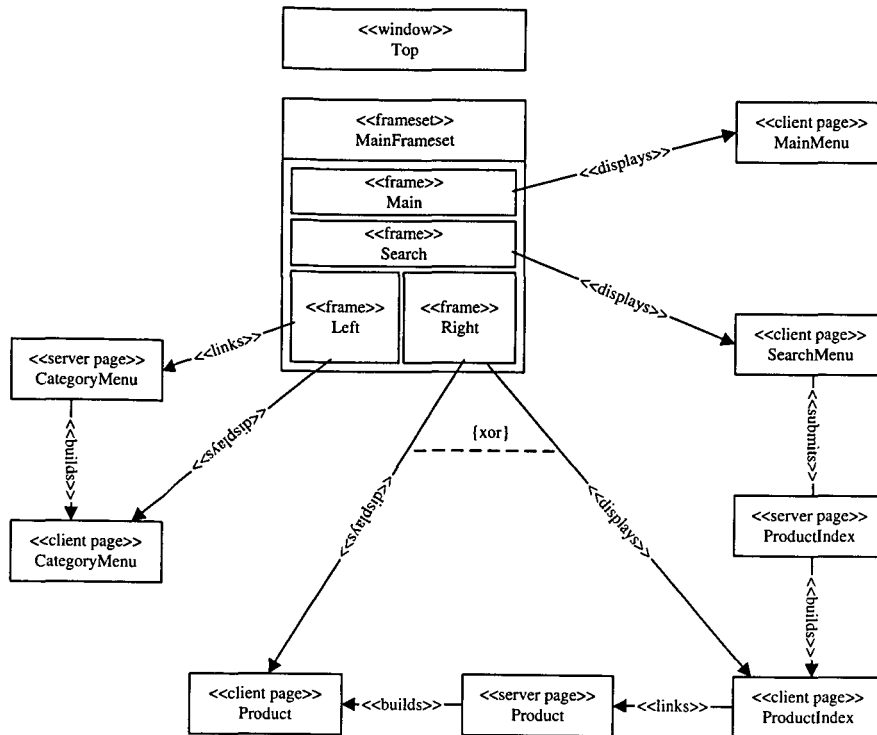 <<window>>
Top
<<frameset>>
MainFrameset
<<client page>>
MainMenu
<<displays>>
<<frame>>
Main
<<frame>>
Search
<<displays>>
<<frame>>
Left
<<frame>>
Right
<<client page>>
SearchMenu
<<links>>
<<server page>>
CategoryMenu
<<builds>>
<<displays>>
{xor}
<<submits>>
<<displays>>
<<displays>>
<<client page>>
CategoryMenu
<<server page>>
ProductIndex
<<builds>>
<<client page>>
Product
<<builds>>
<<server page>>
Product
<<links>>
<<client page>>
ProductIndex